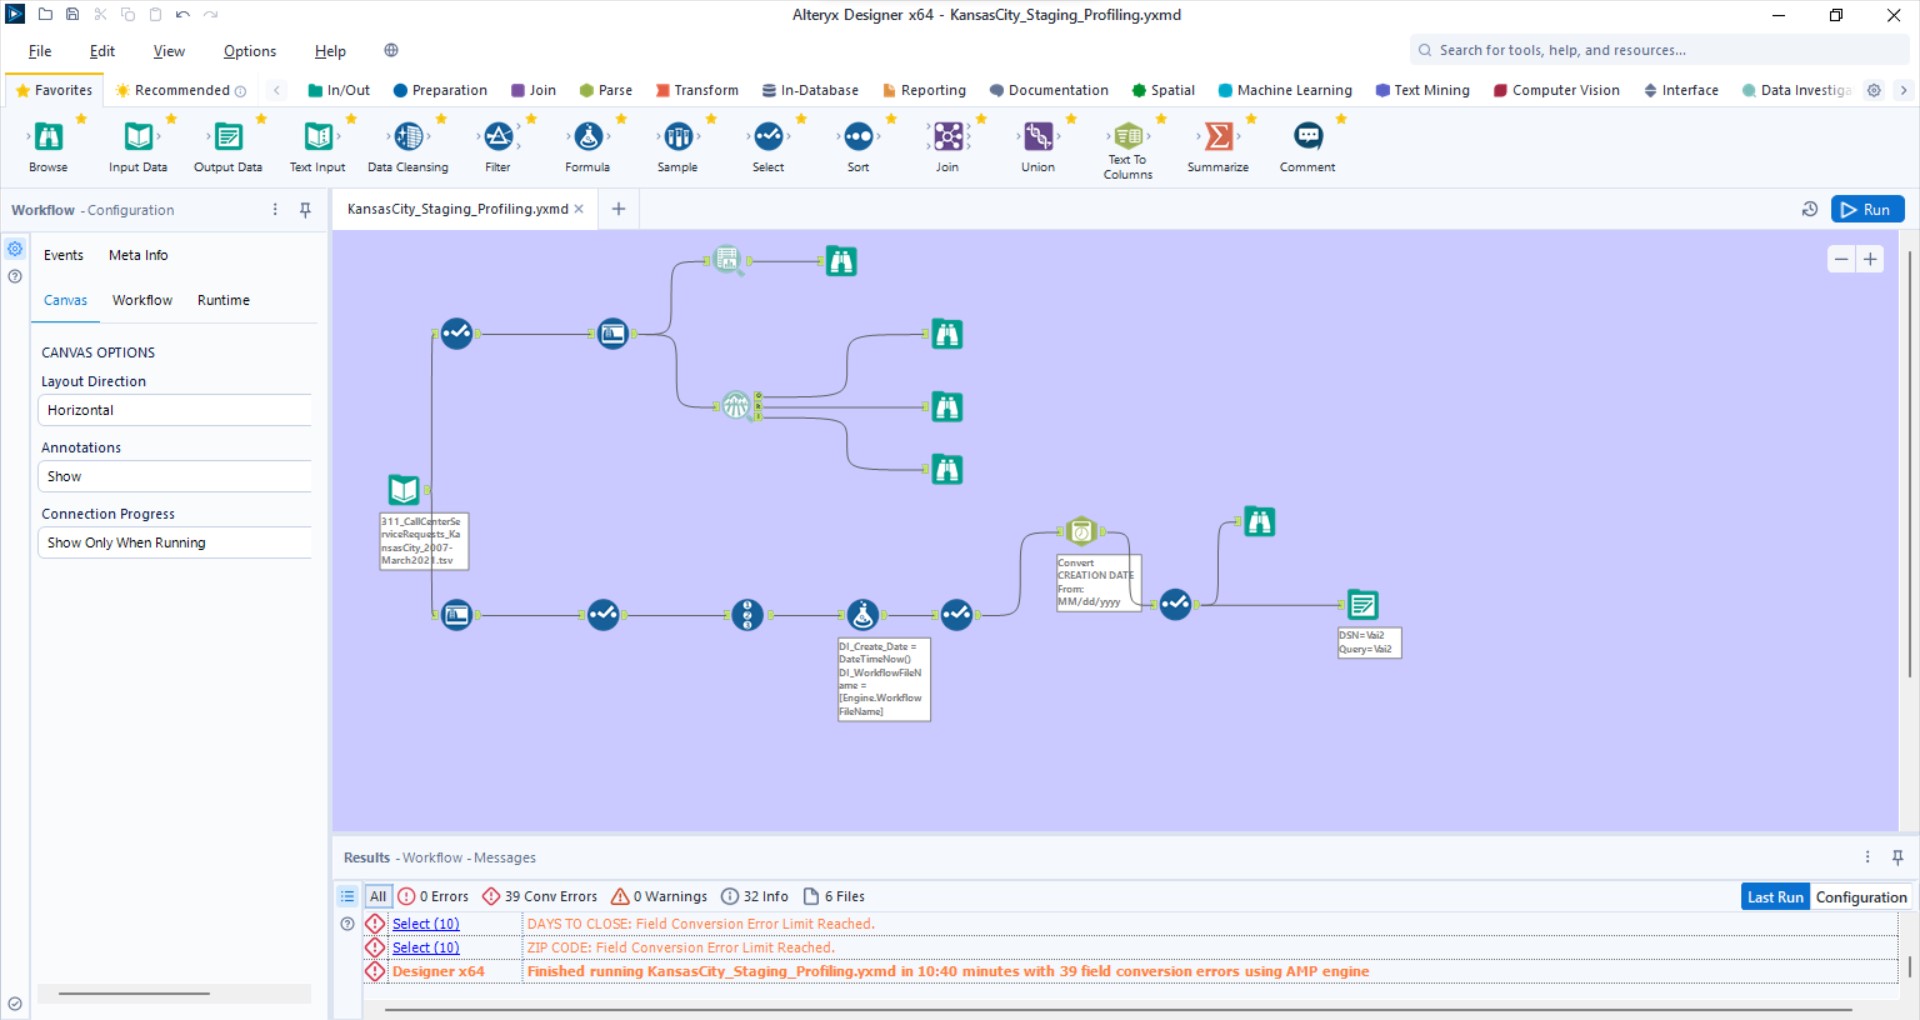 Alteryx Designer x64 - KansasCity_Staging_Profiling.yxmd
File Edit View Options Help
Search for tools, help, and resources...
Favorites Recommended In/Out Preparation Join Parse Transform In-Database Reporting Documentation Spatial Machine Learning Text Mining Computer Vision Interface Data Investiga
Browse Input Data Output Data Text Input Data Cleansing Filter Formula Sample Select Sort Join Union Text To Summarize Comment
Columns
Workflow - Configuration
KansasCity_Staging_Profiling.yxmd
Run
Events Meta Info
Canvas Workflow Runtime
CANVAS OPTIONS
Layout Direction
Horizontal
Annotations
Show
Connection Progress
Show Only When Running
311_CallCenterSe
rviceRequests_Ka
nsasCity_2007-
March2021.tsv
Convert
CREATION DATE
From:
MM/dd/yyyy
DI_Create_Date =
DateTimeNow()
DI_WorkflowFileN
ame =
[Engine.Workflow
FileName]
DSN=Vai2
Query=Vai2
Results - Workflow - Messages
All 0 Errors 39 Conv Errors 0 Warnings 32 Info 6 Files
Last Run Configuration
Select (10) DAYS TO CLOSE: Field Conversion Error Limit Reached.
Select (10) ZIP CODE: Field Conversion Error Limit Reached.
Designer x64 Finished running KansasCity_Staging_Profiling.yxmd in 10:40 minutes with 39 field conversion errors using AMP engine